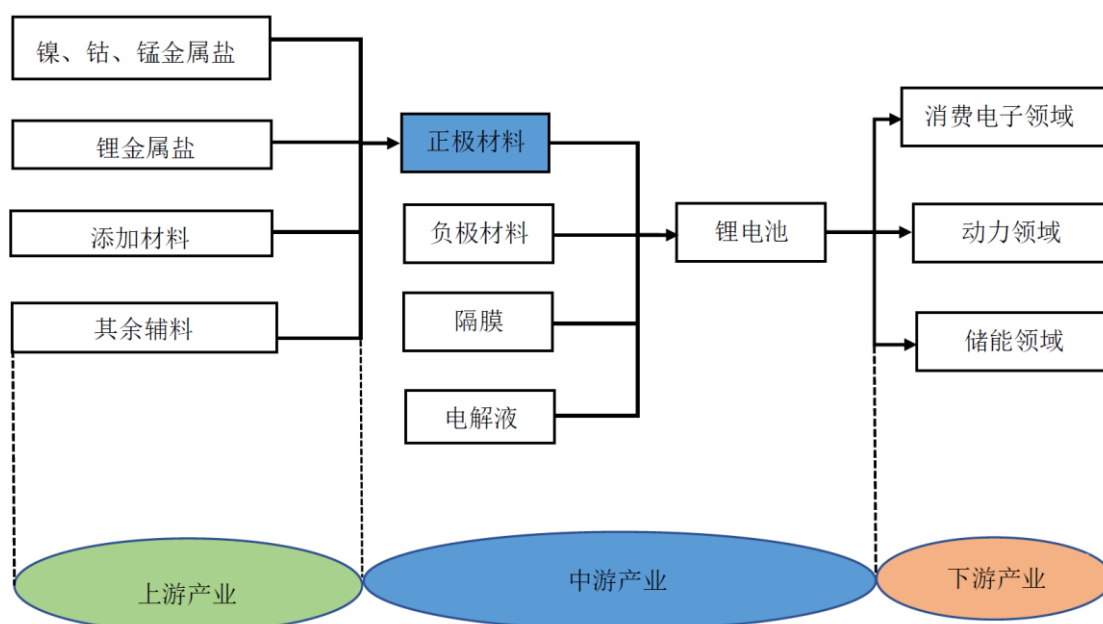 镍、钴、锰金属盐
锂金属盐
添加材料
其余辅料
正极材料
负极材料
隔膜
电解液
锂电池
消费电子领域
动力领域
储能领域
上游产业
中游产业
下游产业